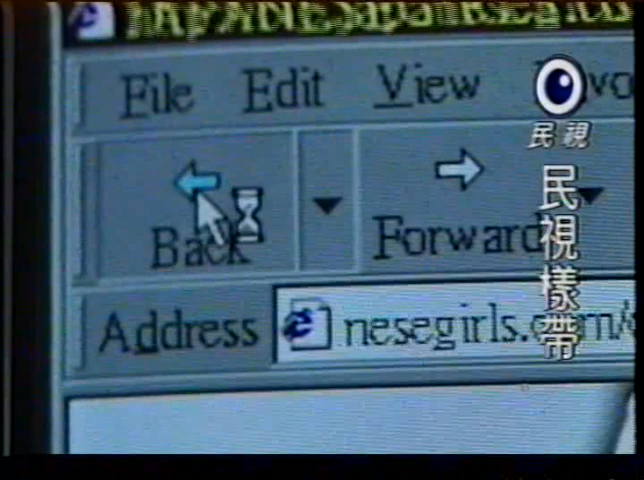 File Edit View
民視
Back Forward
民視樣帶
Address nesegirls.com/